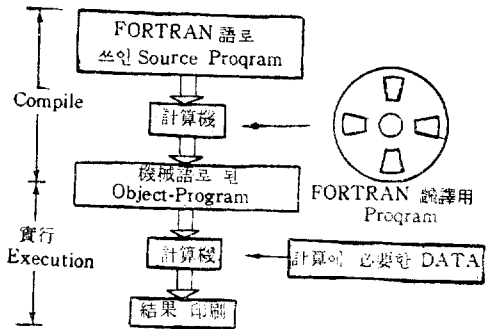 FORTRAN 語로
쓰인 Source Program
Compile
計算機
機械語로 된
Object-Program
FORTRAN 飜譯用
Program
實行
Execution
計算機
計算에 必要한 DATA
結果 印刷